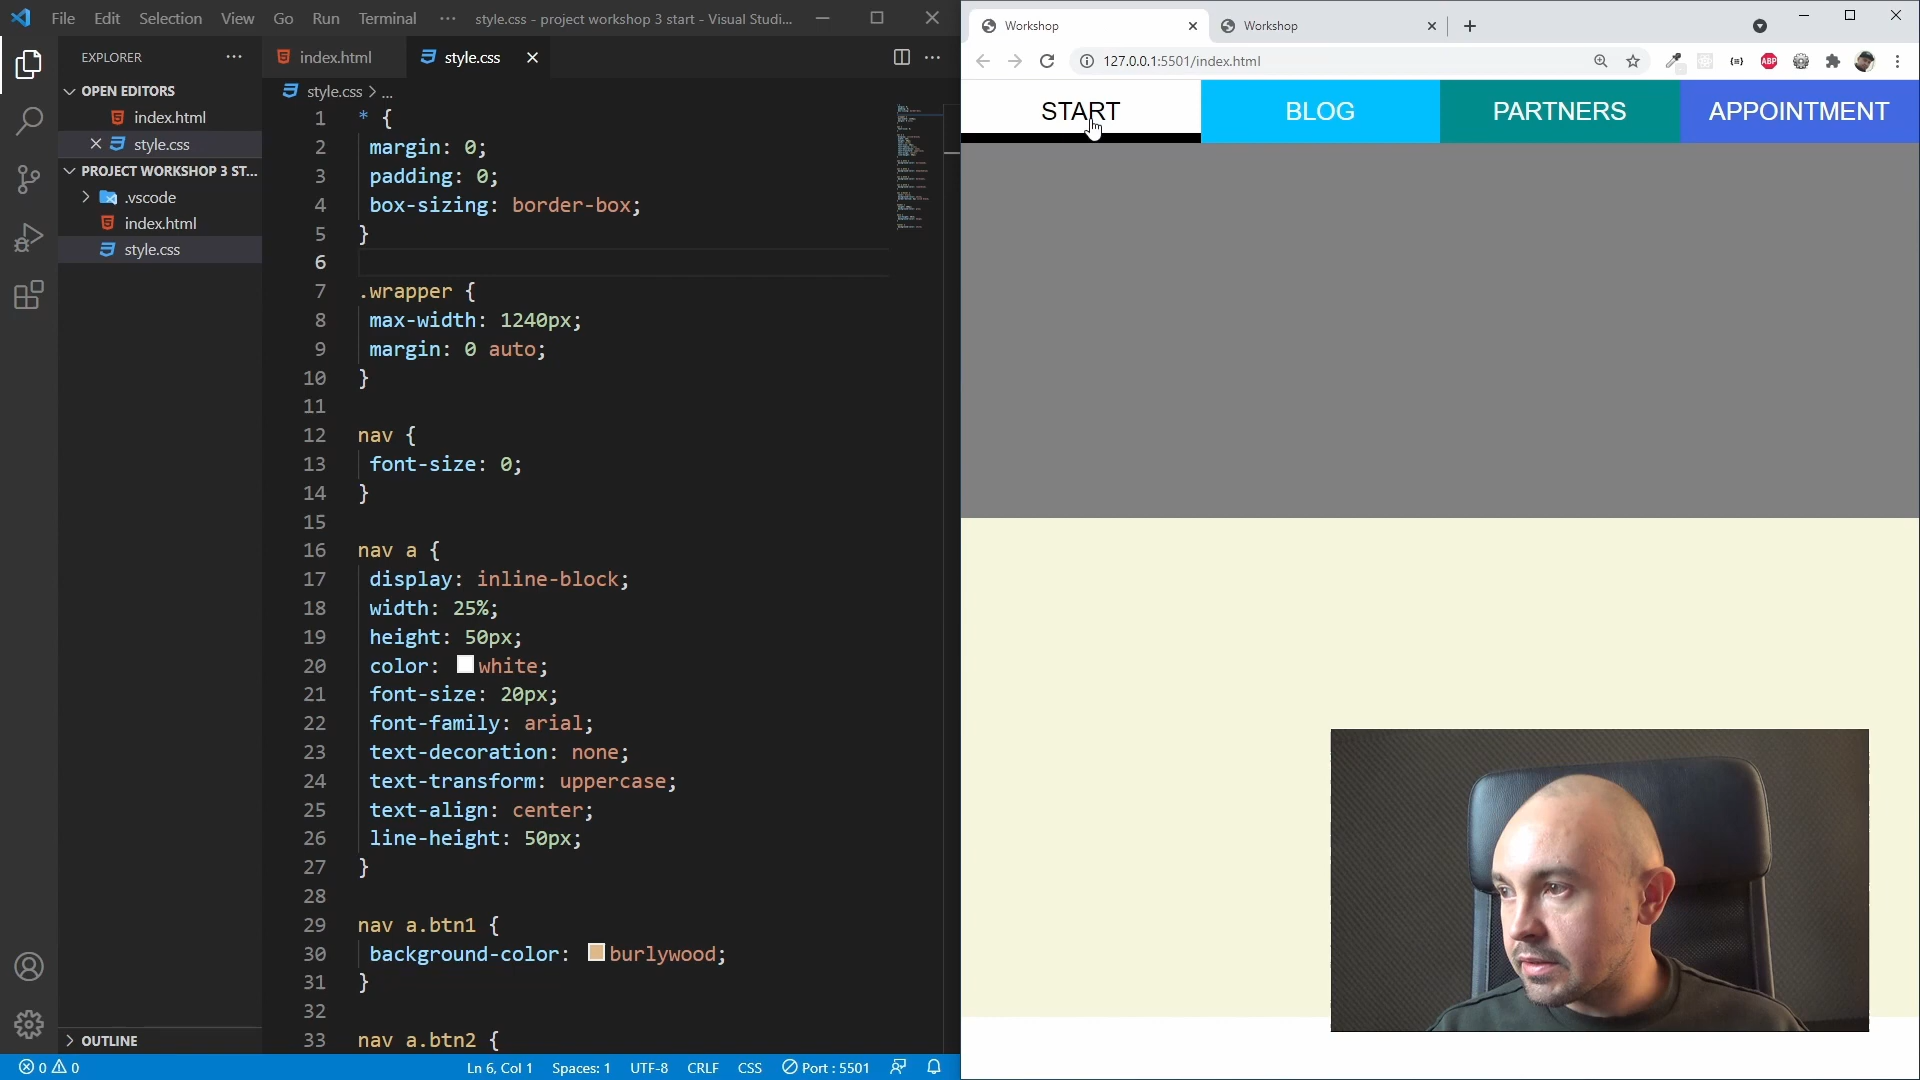 File Edit Selection View Go Run Terminal ··· style.css - project workshop 3 start - Visual Studi...
EXPLORER
OPEN EDITORS
index.html
style.css
PROJECT WORKSHOP 3 ST...
.vscode
index.html
style.css
OUTLINE
index.html style.css
style.css > ...
1 * {
2 margin: 0;
3 padding: 0;
4 box-sizing: border-box;
5 }
6
7 .wrapper {
8 max-width: 1240px;
9 margin: 0 auto;
10 }
11
12 nav {
13 font-size: 0;
14 }
15
16 nav a {
17 display: inline-block;
18 width: 25%;
19 height: 50px;
20 color: white;
21 font-size: 20px;
22 font-family: arial;
23 text-decoration: none;
24 text-transform: uppercase;
25 text-align: center;
26 line-height: 50px;
27 }
28
29 nav a.btn1 {
30 background-color: burlywood;
31 }
32
33 nav a.btn2 {
0 0 Ln 6, Col 1 Spaces: 1 UTF-8 CRLF CSS Port : 5501
Workshop Workshop
127.0.0.1:5501/index.html ABP
START BLOG PARTNERS APPOINTMENT